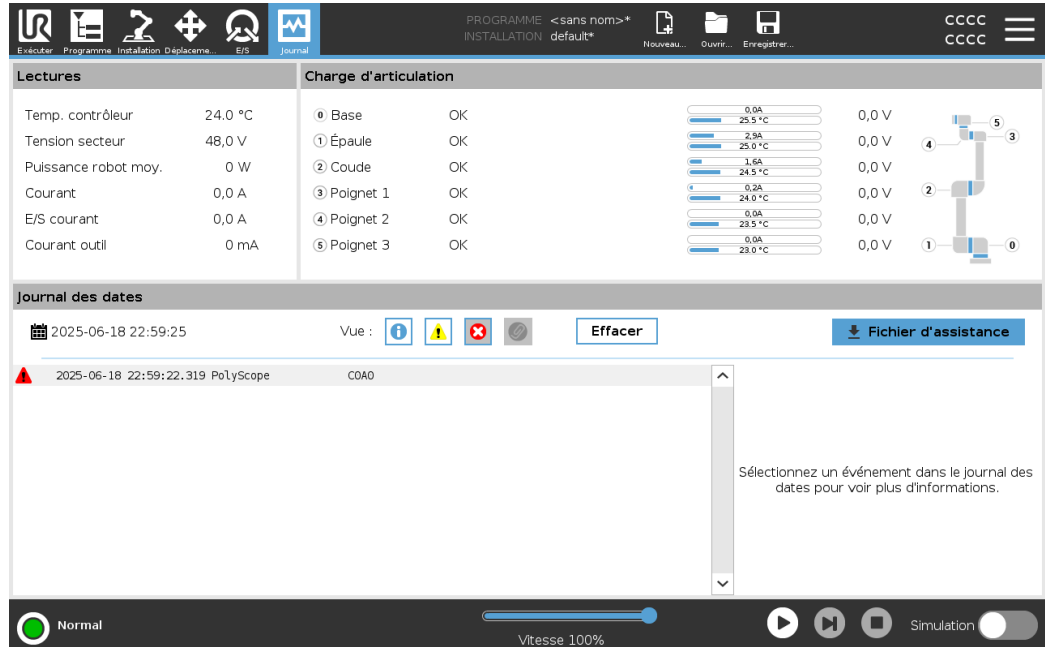 PROGRAMME <sans nom>*
INSTALLATION default*
CCCC
CCCC
Exécuter Programme Installation Déplaceme... E/S Journal Nouveau... Ouvrir... Enregistrer...
Lectures
Charge d'articulation
Temp. contrôleur 24.0 °C
Tension secteur 48,0 V
Puissance robot moy. 0 W
Courant 0,0 A
E/S courant 0,0 A
Courant outil 0 mA
0 Base OK 0,0A 25.5 °C 0,0 V
1 Épaule OK 2,9A 25.0 °C 0,0 V
2 Coude OK 1,6A 24.5 °C 0,0 V
3 Poignet 1 OK 0,2A 24.0 °C 0,0 V
4 Poignet 2 OK 0,0A 23.5 °C 0,0 V
5 Poignet 3 OK 0,0A 23.0 °C 0,0 V
5
3
4
2
1 0
Journal des dates
2025-06-18 22:59:25 Vue : Effacer Fichier d'assistance
2025-06-18 22:59:22.319 PolyScope C0A0
Sélectionnez un événement dans le journal des
dates pour voir plus d'informations.
Normal
Vitesse 100%
Simulation